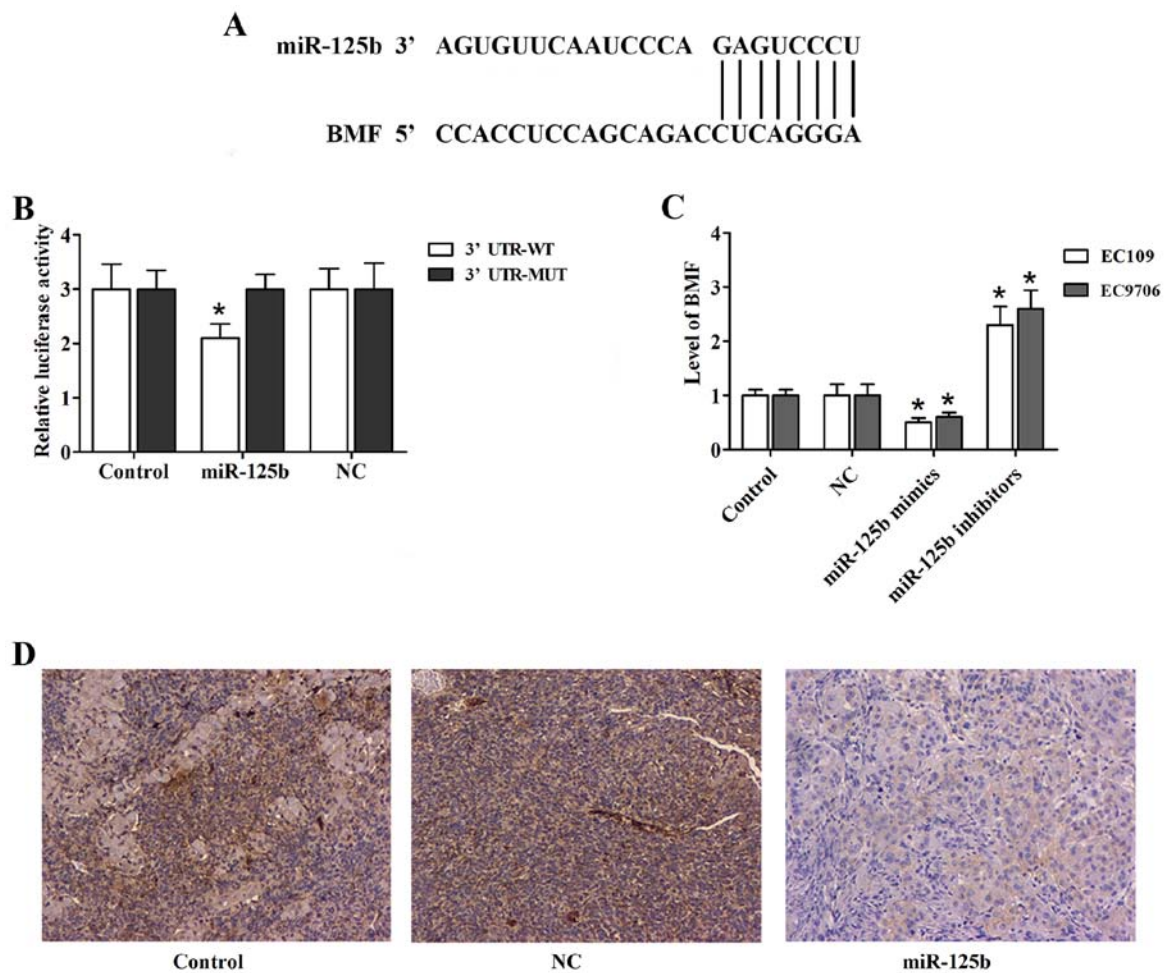 A
miR-125b 3’ AGUGUUCAAUCCCA GAGUCCCU
BMF 5’ CCACCUCCAGCAGACCUCAGGGA
B
Relative luciferase activity
4
3
2
1
0
*
Control miR-125b NC
3’ UTR-WT
3’ UTR-MUT
C
Level of BMF
4
3
2
1
0
* *
* *
Control
NC
miR-125b mimics
miR-125b inhibitors
EC109
EC9706
D
Control NC miR-125b